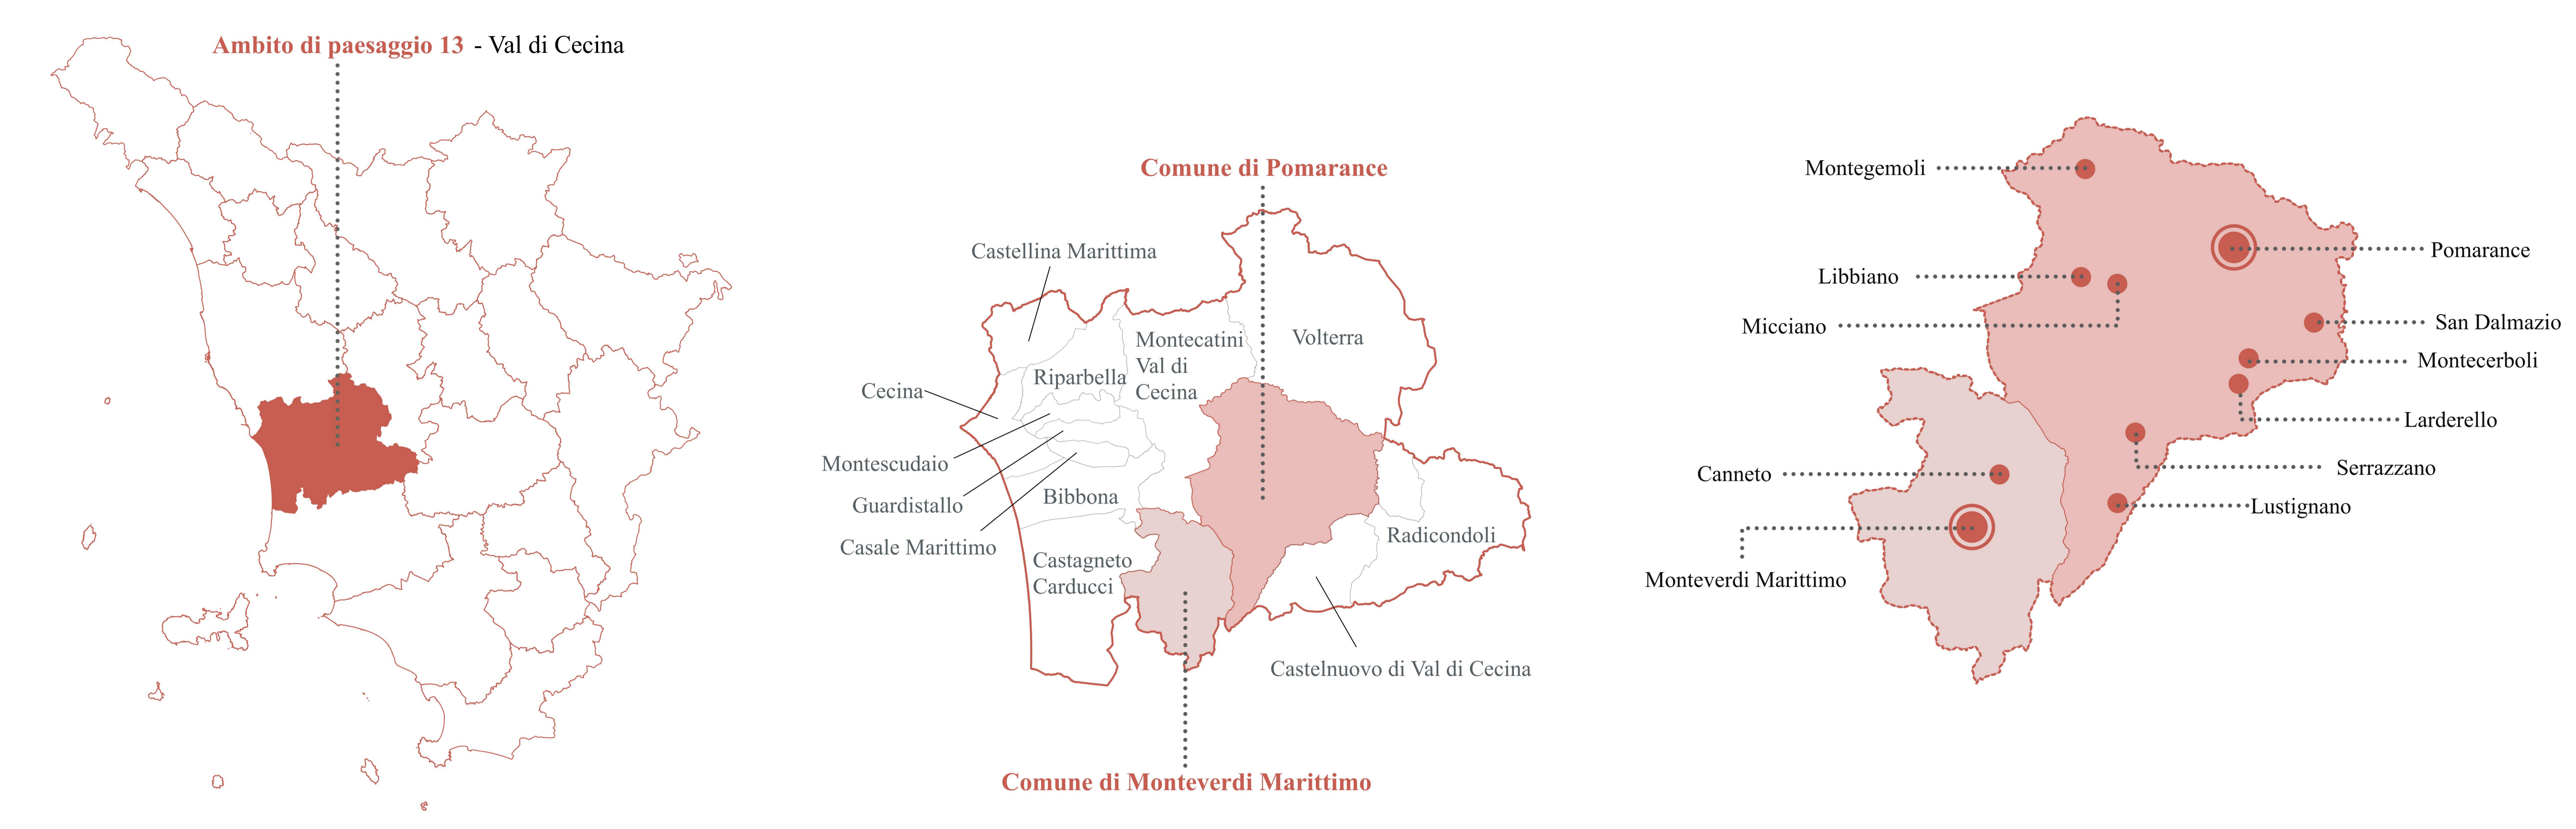 Ambito di paesaggio 13 - Val di Cecina
Comune di Pomarance
Castellina Marittima
Montecatini
Val di
Cecina
Volterra
Riparbella
Cecina
Montescudaio
Guardistallo
Bibbona
Casale Marittimo
Radicondoli
Castagneto
Carducci
Castelnuovo di Val di Cecina
Comune di Monteverdi Marittimo
Montegemoli
Pomarance
Libbiano
Micciano
San Dalmazio
Montecerboli
Larderello
Serrazzano
Canneto
Lustignano
Monteverdi Marittimo